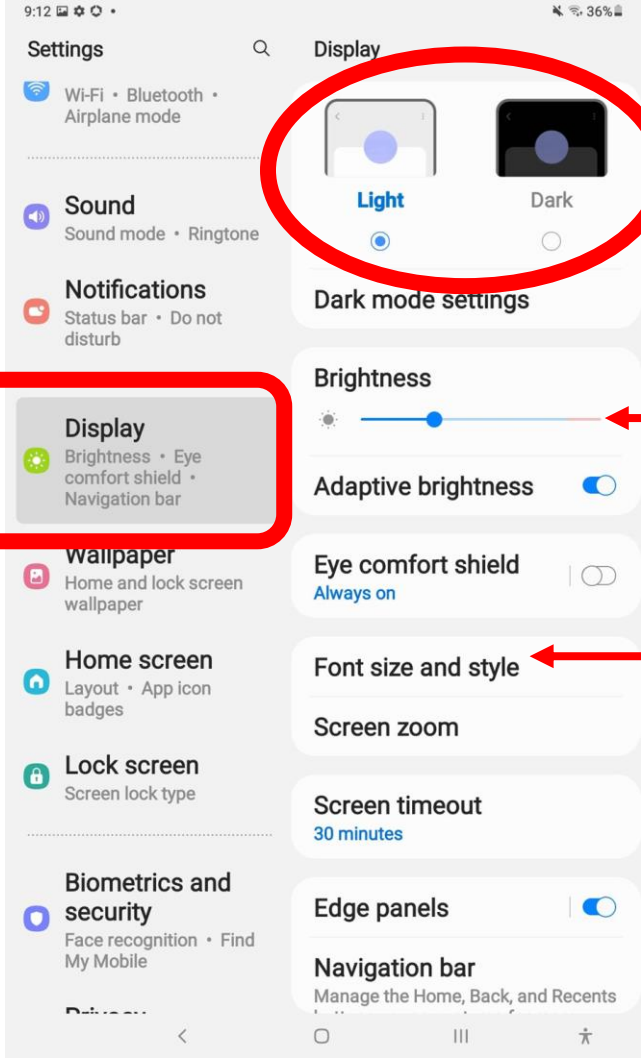 9:12
36%
Settings
Wi-Fi • Bluetooth •
Airplane mode
Sound
Sound mode • Ringtone
Notifications
Status bar • Do not
disturb
Display
Brightness • Eye
comfort shield •
Navigation bar
Wallpaper
Home and lock screen
wallpaper
Home screen
Layout • App icon
badges
Lock screen
Screen lock type
Biometrics and
security
Face recognition • Find
My Mobile
Display
Light
Dark
Dark mode settings
Brightness
Adaptive brightness
Eye comfort shield
Always on
Font size and style
Screen zoom
Screen timeout
30 minutes
Edge panels
Navigation bar
Manage the Home, Back, and Recents